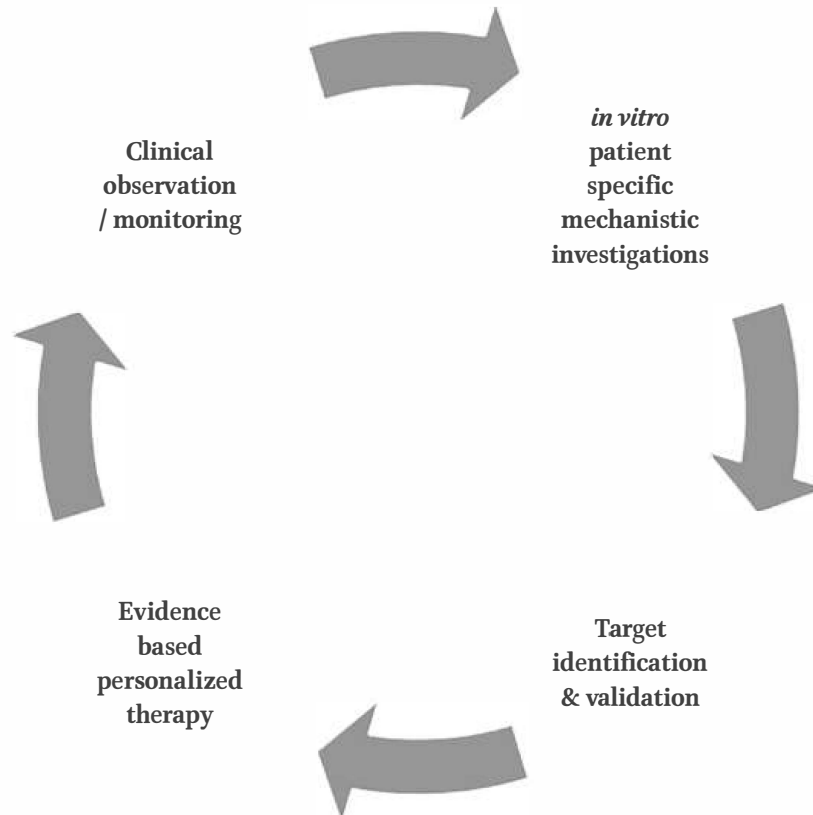 Clinical
observation
/ monitoring
in vitro
patient
specific
mechanistic
investigations
Target
identification
& validation
Evidence
based
personalized
therapy